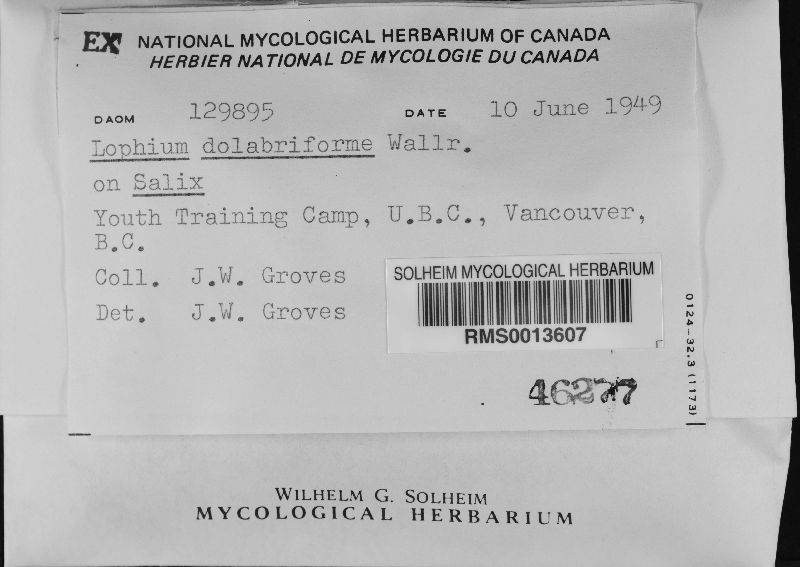 EX NATIONAL MYCOLOGICAL HERBARIUM OF CANADA
HERBIER NATIONAL DE MYCOLOGIE DU CANADA
DAOM 129895 DATE 10 June 1949
Lophium dolabriforme Wallr.
on Salix
Youth Training Camp, U.B.C., Vancouver,
B.C.
Coll. J.W. Groves
Det. J.W. Groves
SOLHEIM MYCOLOGICAL HERBARIUM
RMS0013607
0124-32.3 (1173)
WILHELM G. SOLHEIM
MYCOLOGICAL HERBARIUM